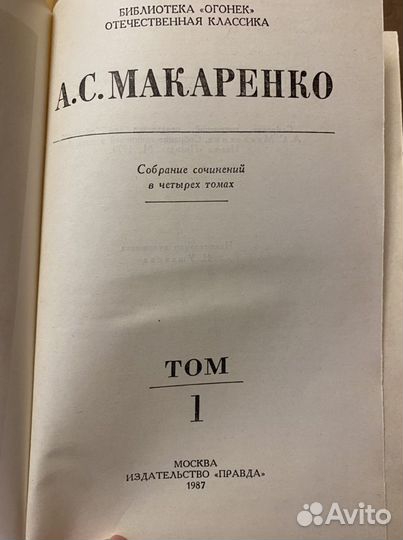 БИБЛИОТЕКА «ОГОНЕК»
ОТЕЧЕСТВЕННАЯ КЛАССИКА
А.С.МАКАРЕНКО
Собрание сочинений
в четырех томах
ТОМ
1
МОСКВА
ИЗДАТЕЛЬСТВО «ПРАВДА»
1987
Avito